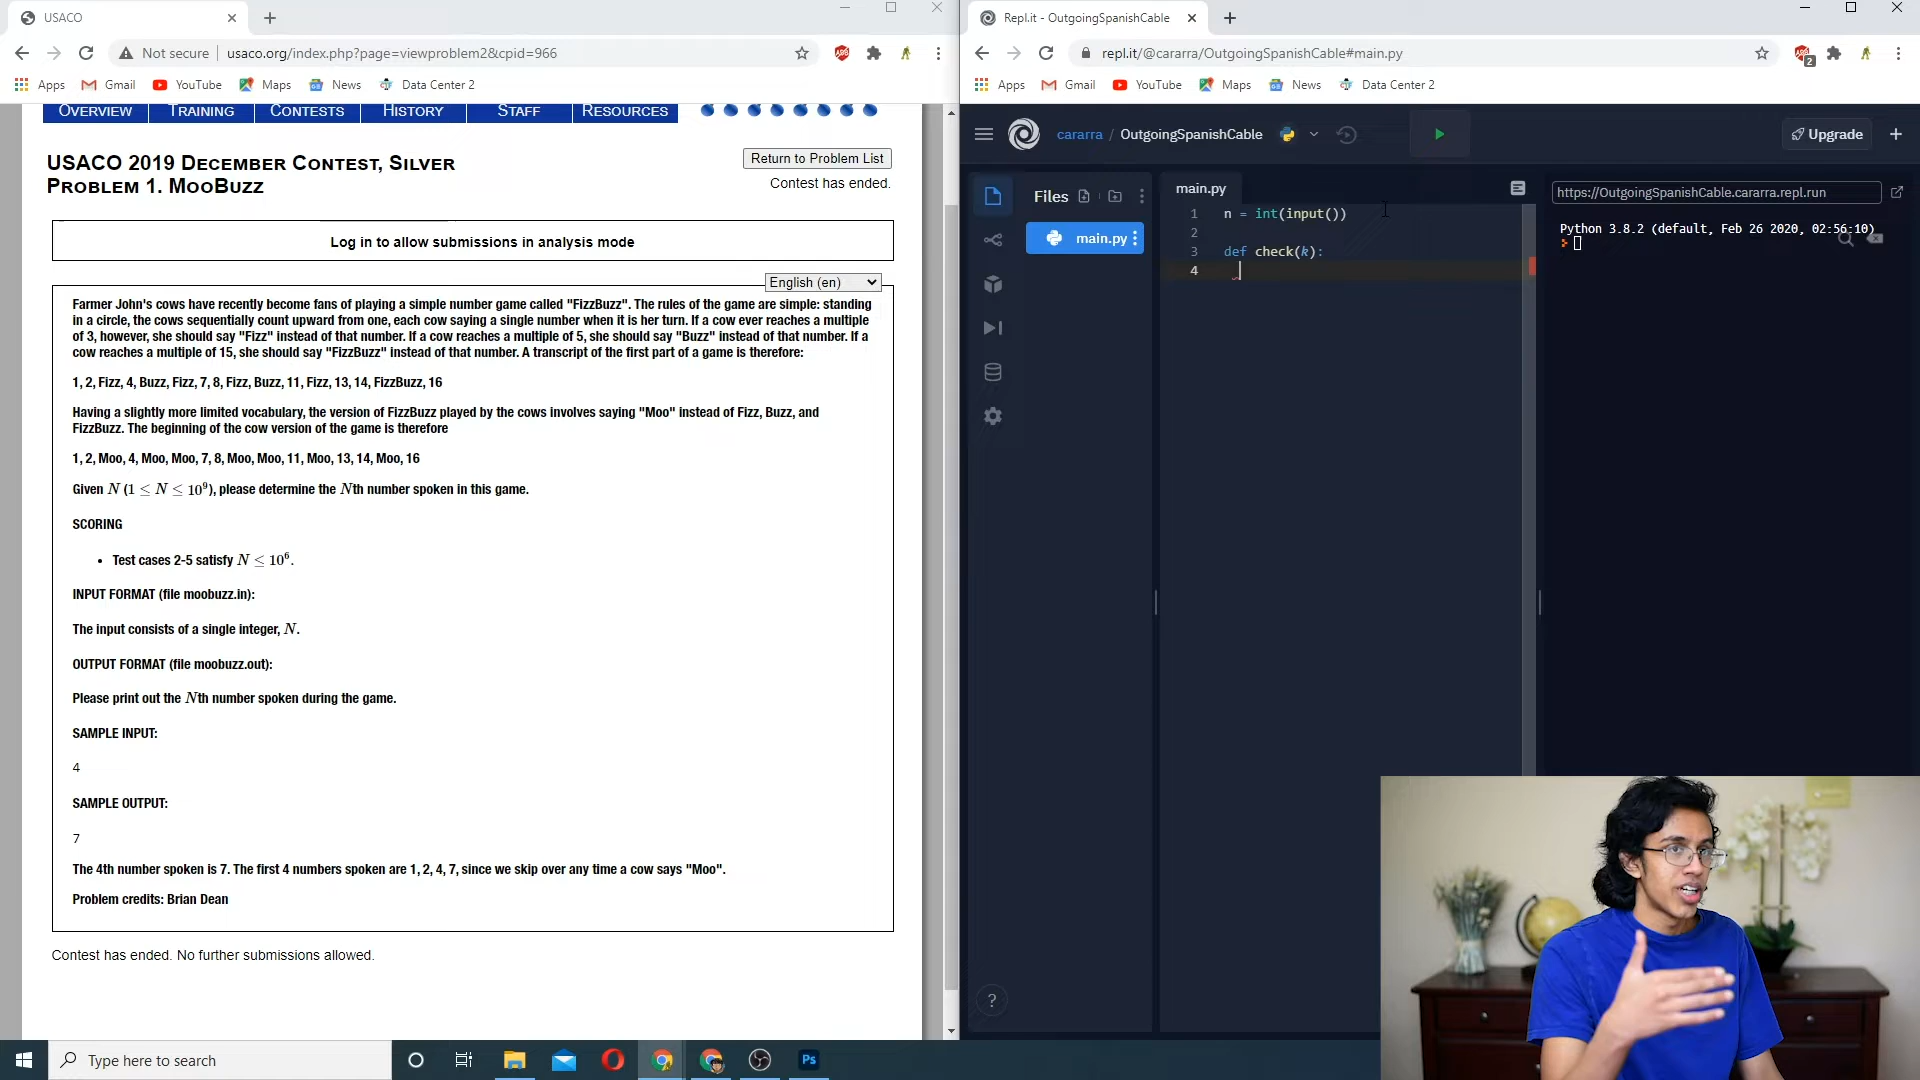 USACO
Not secure
usaco.org/index.php?page=viewproblem2&cpid=966
Apps
Gmail
YouTube
Maps
News
Data Center 2
OVERVIEW
TRAINING
CONTESTS
HISTORY
STAFF
RESOURCES
USACO 2019 DECEMBER CONTEST, SILVER
PROBLEM 1. MOOBUZZ
Return to Problem List
Contest has ended.
Log in to allow submissions in analysis mode
English (en)
Farmer John's cows have recently become fans of playing a simple number game called "FizzBuzz". The rules of the game are simple: standing
in a circle, the cows sequentially count upward from one, each cow saying a single number when it is her turn. If a cow ever reaches a multiple
of 3, however, she should say "Fizz" instead of that number. If a cow reaches a multiple of 5, she should say "Buzz" instead of that number. If a
cow reaches a multiple of 15, she should say "FizzBuzz" instead of that number. A transcript of the first part of a game is therefore:
1, 2, Fizz, 4, Buzz, Fizz, 7, 8, Fizz, Buzz, 11, Fizz, 13, 14, FizzBuzz, 16
Having a slightly more limited vocabulary, the version of FizzBuzz played by the cows involves saying "Moo" instead of Fizz, Buzz, and
FizzBuzz. The beginning of the cow version of the game is therefore
1, 2, Moo, 4, Moo, Moo, 7, 8, Moo, Moo, 11, Moo, 13, 14, Moo, 16
Given N (1 ≤ N ≤ 10⁹), please determine the Nth number spoken in this game.
SCORING
• Test cases 2-5 satisfy N ≤ 10⁶.
INPUT FORMAT (file moobuzz.in):
The input consists of a single integer, N.
OUTPUT FORMAT (file moobuzz.out):
Please print out the Nth number spoken during the game.
SAMPLE INPUT:
4
SAMPLE OUTPUT:
7
The 4th number spoken is 7. The first 4 numbers spoken are 1, 2, 4, 7, since we skip over any time a cow says "Moo".
Problem credits: Brian Dean
Contest has ended. No further submissions allowed.
Repl.it - OutgoingSpanishCable
repl.it/@cararra/OutgoingSpanishCable#main.py
2
Apps
Gmail
YouTube
Maps
News
Data Center 2
cararra / OutgoingSpanishCable
Upgrade
Files
main.py
main.py
1 n = int(input())
2
3 def check(k):
4
https://OutgoingSpanishCable.cararra.repl.run
Python 3.8.2 (default, Feb 26 2020, 02:56:10)
?
Type here to search
Ps